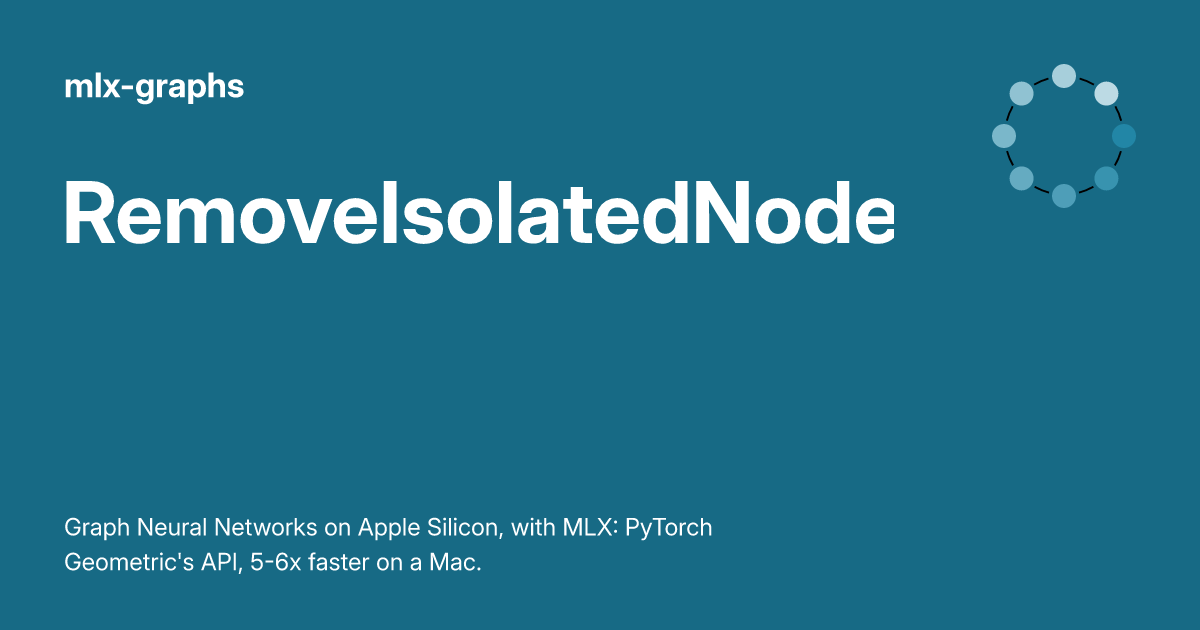 mlx-graphs
RemoveIsolatedNode
Graph Neural Networks on Apple Silicon, with MLX: PyTorch
Geometric's API, 5-6x faster on a Mac.